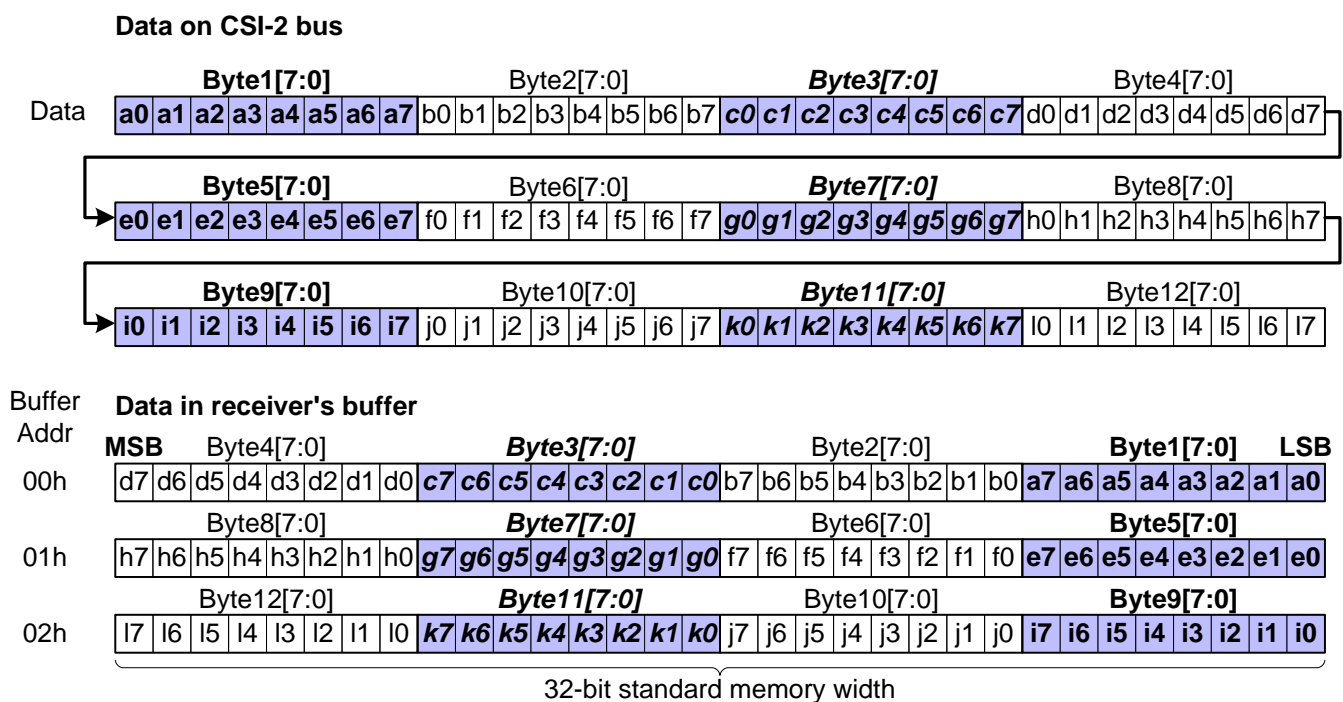 Data on CSI-2 bus
Byte1[7:0] Byte2[7:0] Byte3[7:0] Byte4[7:0]
Data a0 a1 a2 a3 a4 a5 a6 a7 b0 b1 b2 b3 b4 b5 b6 b7 c0 c1 c2 c3 c4 c5 c6 c7 d0 d1 d2 d3 d4 d5 d6 d7
Byte5[7:0] Byte6[7:0] Byte7[7:0] Byte8[7:0]
e0 e1 e2 e3 e4 e5 e6 e7 f0 f1 f2 f3 f4 f5 f6 f7 g0 g1 g2 g3 g4 g5 g6 g7 h0 h1 h2 h3 h4 h5 h6 h7
Byte9[7:0] Byte10[7:0] Byte11[7:0] Byte12[7:0]
i0 i1 i2 i3 i4 i5 i6 i7 j0 j1 j2 j3 j4 j5 j6 j7 k0 k1 k2 k3 k4 k5 k6 k7 l0 l1 l2 l3 l4 l5 l6 l7
Buffer Addr
Data in receiver's buffer
MSB Byte4[7:0] Byte3[7:0] Byte2[7:0] Byte1[7:0] LSB
00h d7 d6 d5 d4 d3 d2 d1 d0 c7 c6 c5 c4 c3 c2 c1 c0 b7 b6 b5 b4 b3 b2 b1 b0 a7 a6 a5 a4 a3 a2 a1 a0
Byte8[7:0] Byte7[7:0] Byte6[7:0] Byte5[7:0]
01h h7 h6 h5 h4 h3 h2 h1 h0 g7 g6 g5 g4 g3 g2 g1 g0 f7 f6 f5 f4 f3 f2 f1 f0 e7 e6 e5 e4 e3 e2 e1 e0
Byte12[7:0] Byte11[7:0] Byte10[7:0] Byte9[7:0]
02h l7 l6 l5 l4 l3 l2 l1 l0 k7 k6 k5 k4 k3 k2 k1 k0 j7 j6 j5 j4 j3 j2 j1 j0 i7 i6 i5 i4 i3 i2 i1 i0
32-bit standard memory width